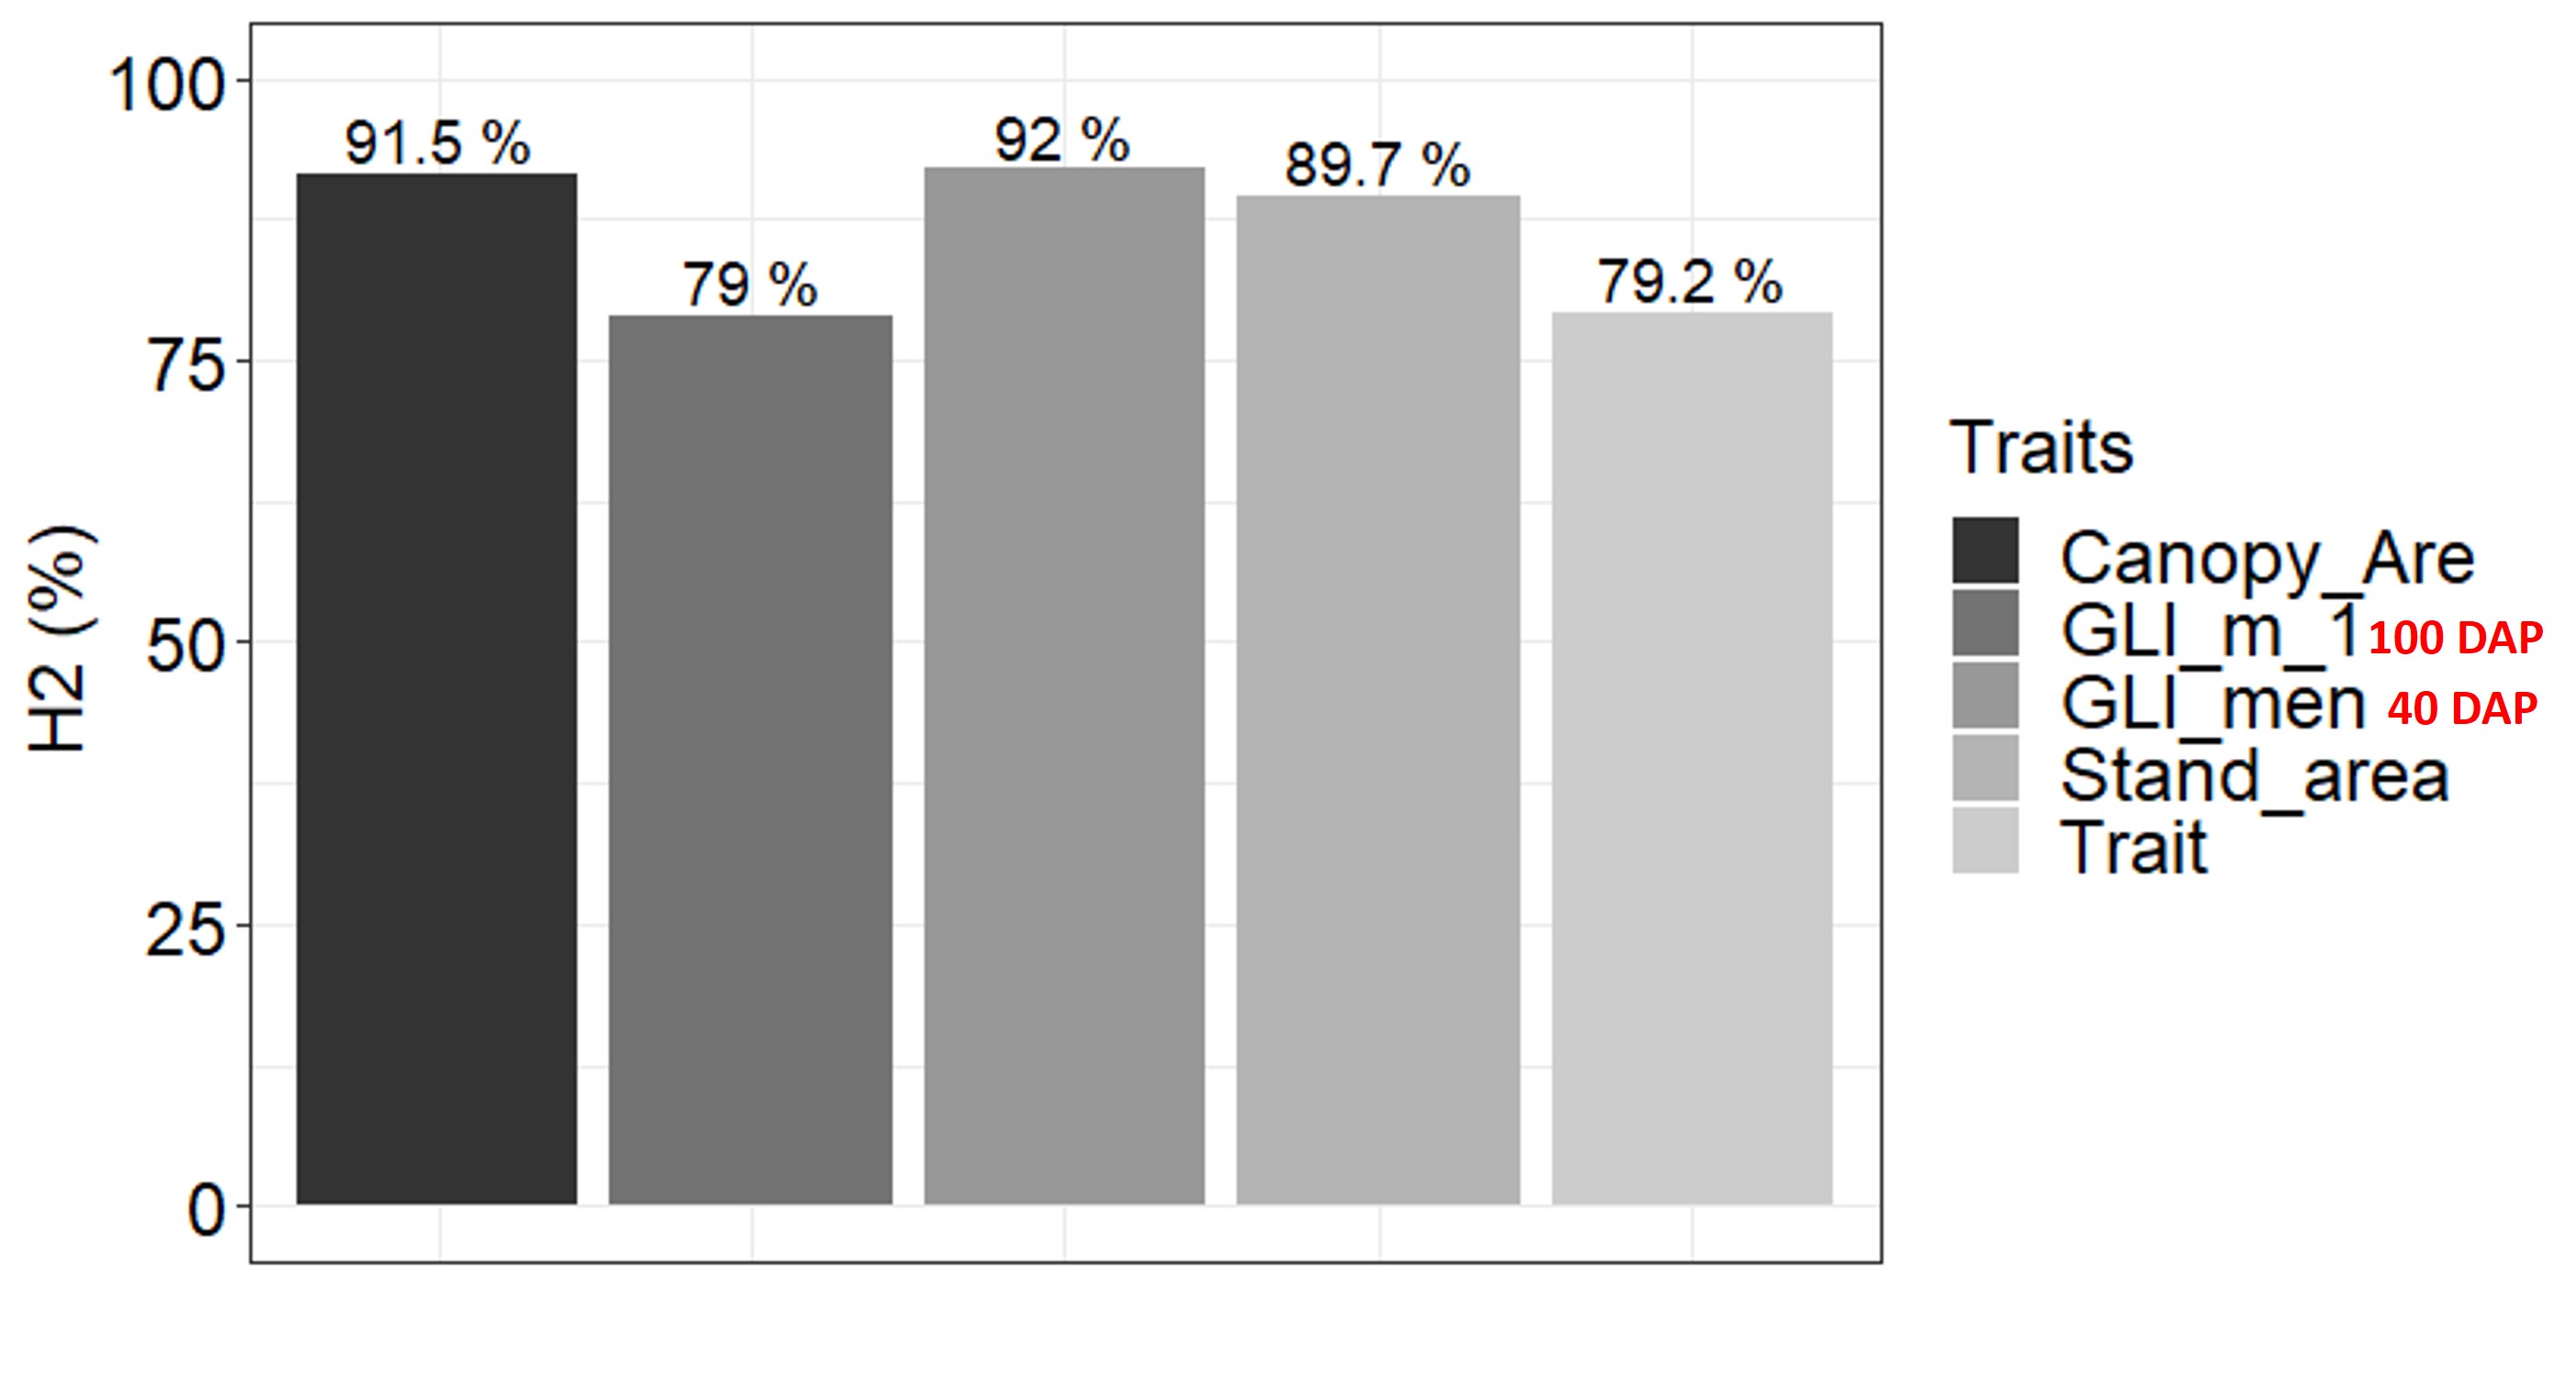 100
75
50
25
0
H2 (%)
91.5 %
79 %
92 %
89.7 %
79.2 %
Traits
Canopy_Are
GLI_m_1 100 DAP
GLI_men 40 DAP
Stand_area
Trait